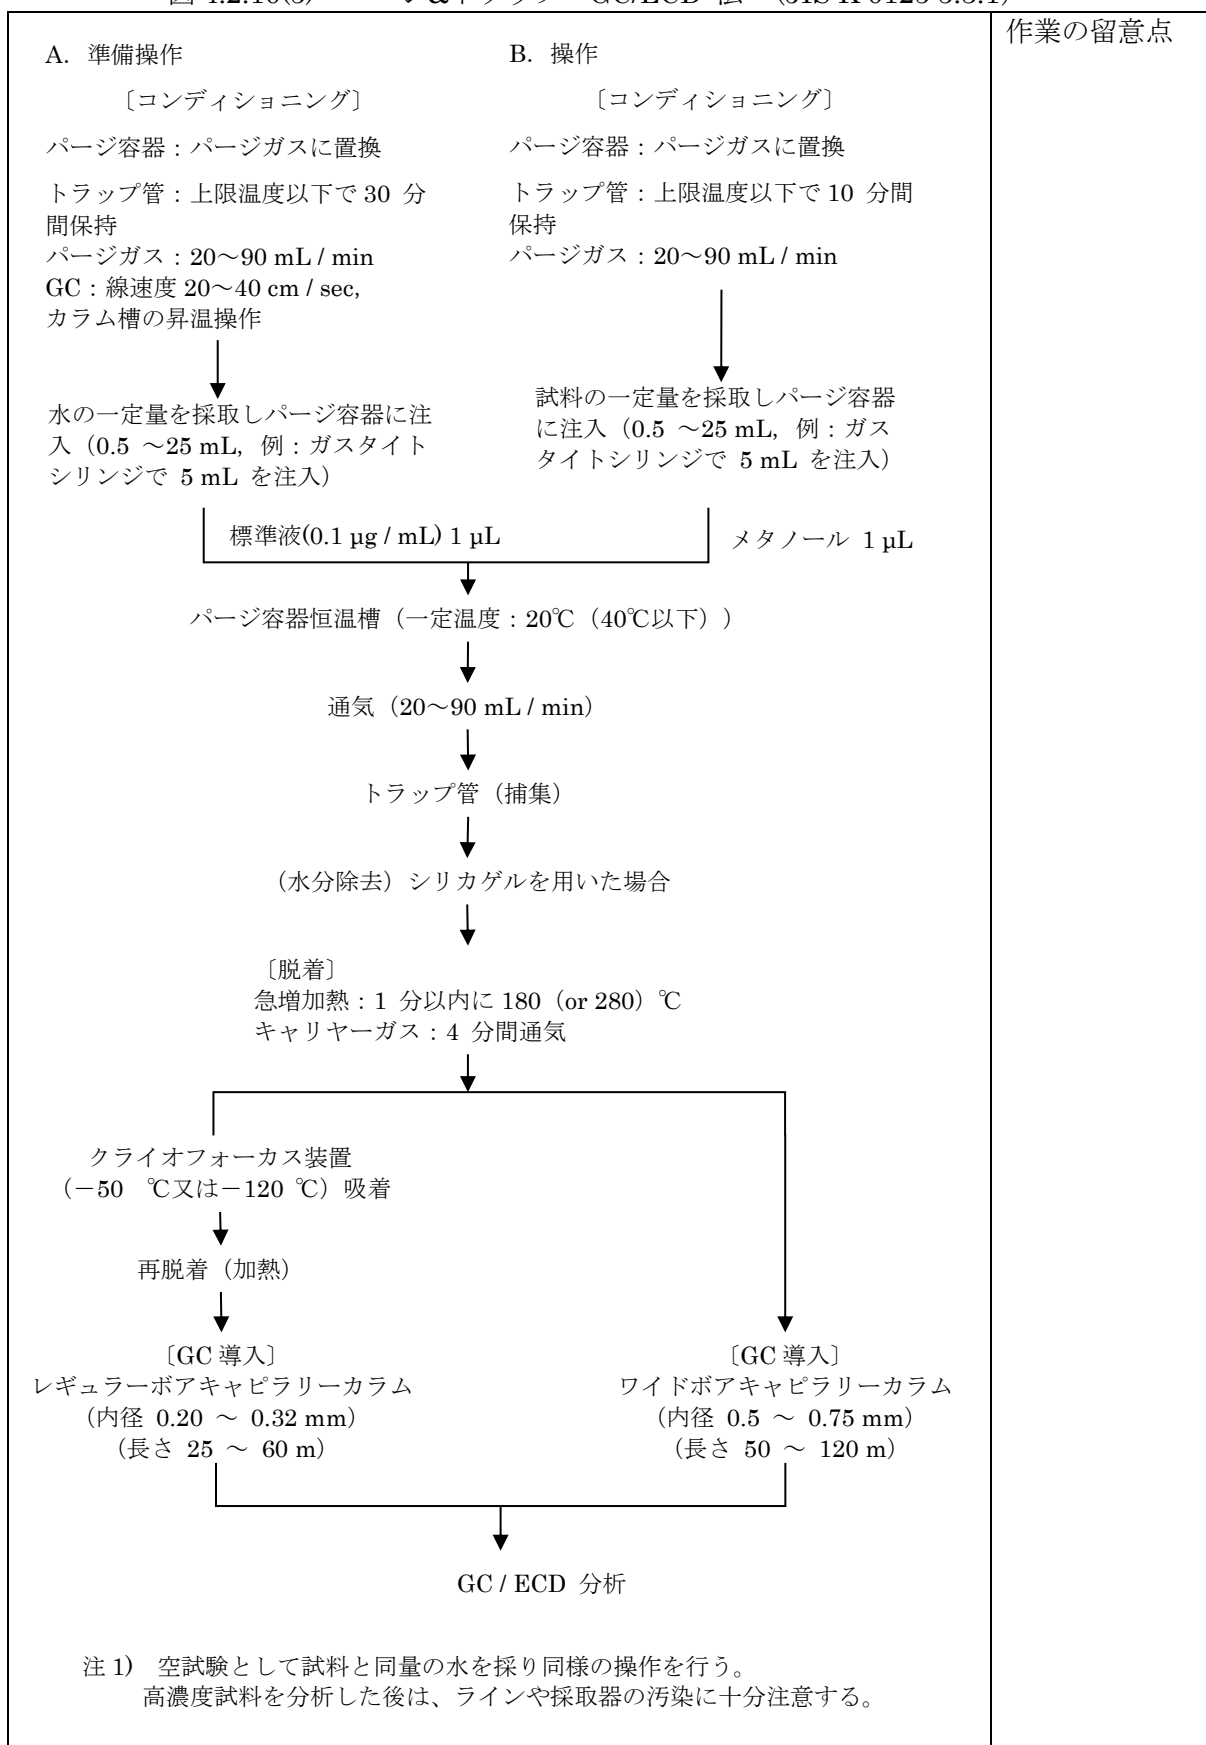 作業の留意点
A. 準備操作
〔コンディショニング〕
パージ容器：パージガスに置換
トラップ管：上限温度以下で 30 分
間保持
パージガス：20～90 mL / min
GC：線速度 20～40 cm / sec,
カラム槽の昇温操作
水の一定量を採取しパージ容器に注
入（0.5 ～25 mL, 例：ガスタイト
シリンジで 5 mL を注入）
B. 操作
〔コンディショニング〕
パージ容器：パージガスに置換
トラップ管：上限温度以下で 10 分間
保持
パージガス：20～90 mL / min
試料の一定量を採取しパージ容器
に注入（0.5 ～25 mL, 例：ガス
タイトシリンジで 5 mL を注入）
標準液(0.1 µg / mL) 1 µL
メタノール 1 µL
パージ容器恒温槽（一定温度：20℃（40℃以下））
通気（20～90 mL / min）
トラップ管（捕集）
（水分除去）シリカゲルを用いた場合
〔脱着〕
急増加熱：1 分以内に 180（or 280）℃
キャリヤーガス：4 分間通気
クライオフォーカス装置
（－50 ℃又は－120 ℃）吸着
再脱着（加熱）
〔GC 導入〕
レギュラーボアキャピラリーカラム
（内径 0.20 ～ 0.32 mm）
（長さ 25 ～ 60 m）
〔GC 導入〕
ワイドボアキャピラリーカラム
（内径 0.5 ～ 0.75 mm）
（長さ 50 ～ 120 m）
GC / ECD 分析
注 1) 空試験として試料と同量の水を採り同様の操作を行う。
高濃度試料を分析した後は、ラインや採取器の汚染に十分注意する。